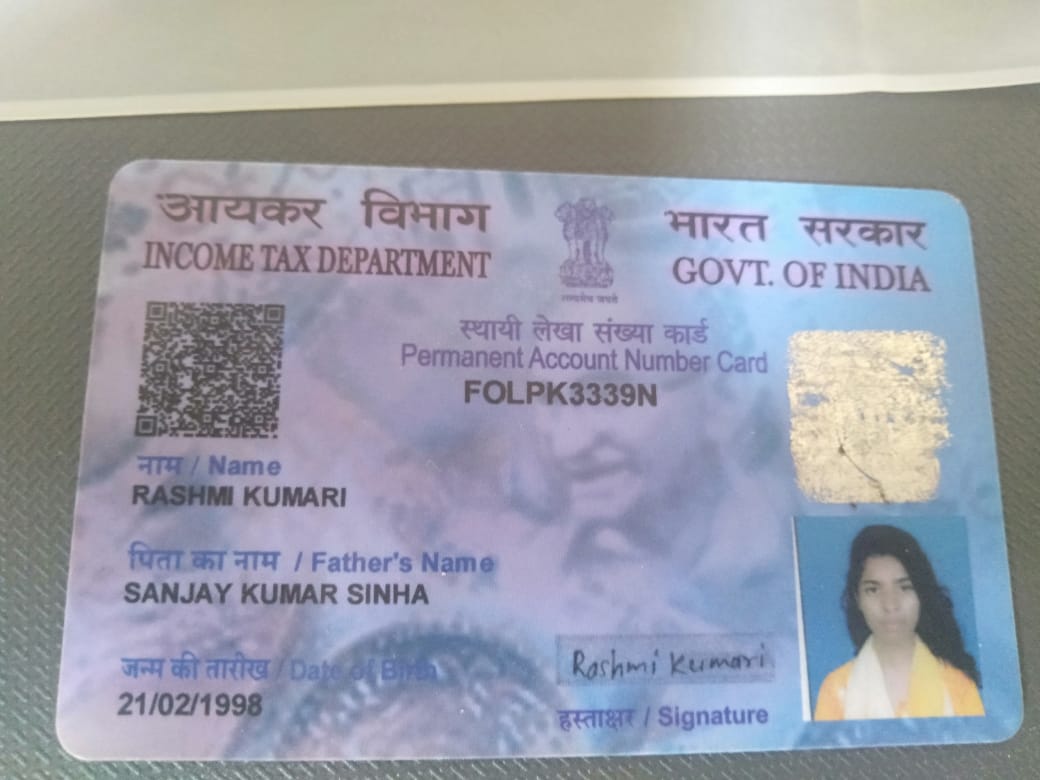 आयकर विभाग
INCOME TAX DEPARTMENT
भारत सरकार
GOVT. OF INDIA
सत्यमेव जयते
स्थायी लेखा संख्या कार्ड
Permanent Account Number Card
FOLPK3339N
नाम / Name
RASHMI KUMARI
पिता का नाम / Father's Name
SANJAY KUMAR SINHA
जन्म की तारीख / Date of Birth
21/02/1998
Rashmi Kumari
हस्ताक्षर / Signature